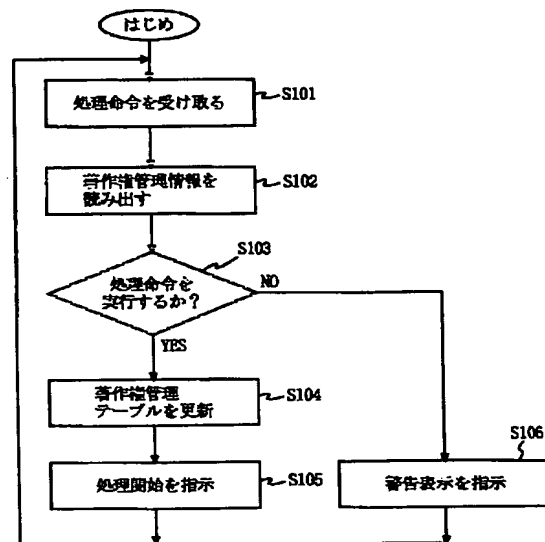 はじめ
処理命令を受け取る
S101
著作権管理情報を
読み出す
S102
S103
処理命令を
実行するか？
NO
YES
著作権管理
テーブルを更新
S104
処理開始を指示
S105
S106
警告表示を指示